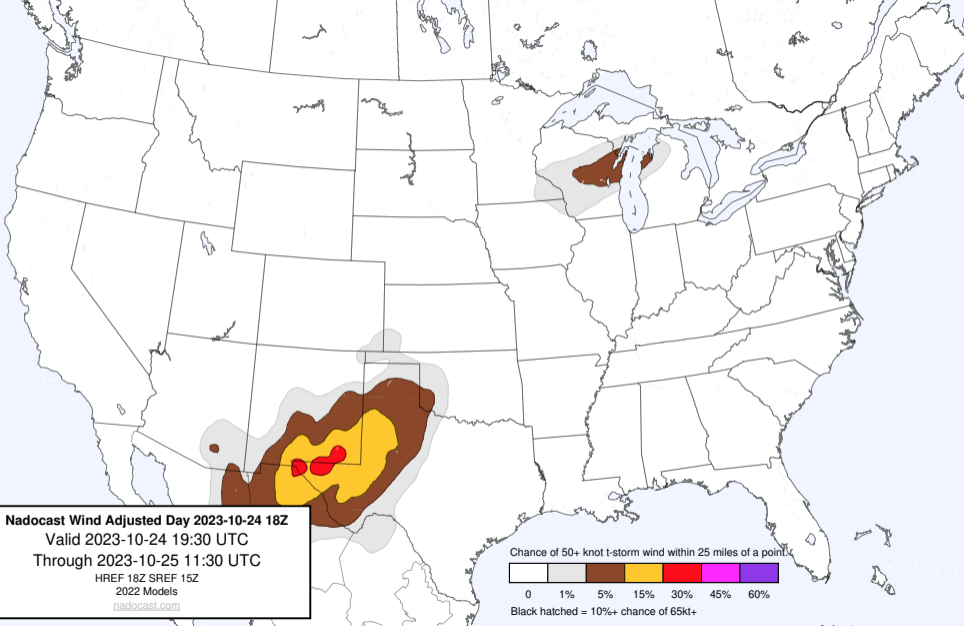 Nadocast Wind Adjusted Day 2023-10-24 18Z
Valid 2023-10-24 19:30 UTC
Through 2023-10-25 11:30 UTC
HREF 18Z SREF 15Z
2022 Models
nadocast.com
Chance of 50+ knot t-storm wind within 25 miles of a point.
0 1% 5% 15% 30% 45% 60%
Black hatched = 10%+ chance of 65kt+